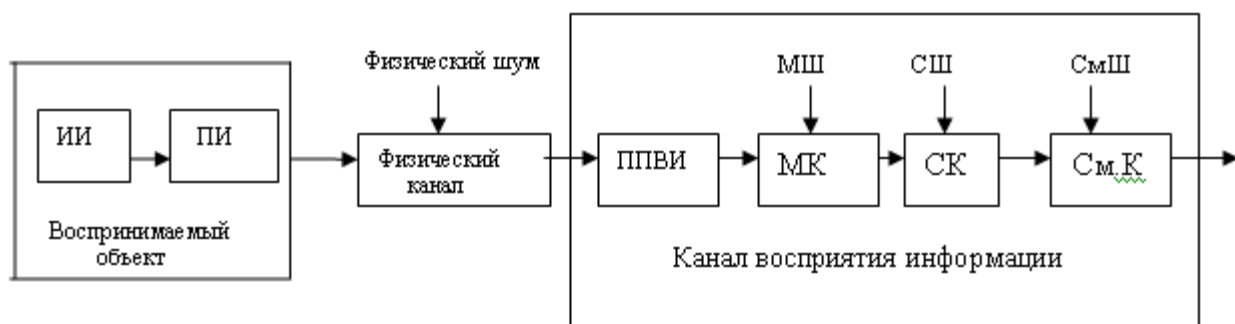 Физический шум
МШ
СШ
СмШ
ИИ
ПИ
Физический
канал
ППВИ
МК
СК
См.К
Воспринимаемый
объект
Канал восприятия информации